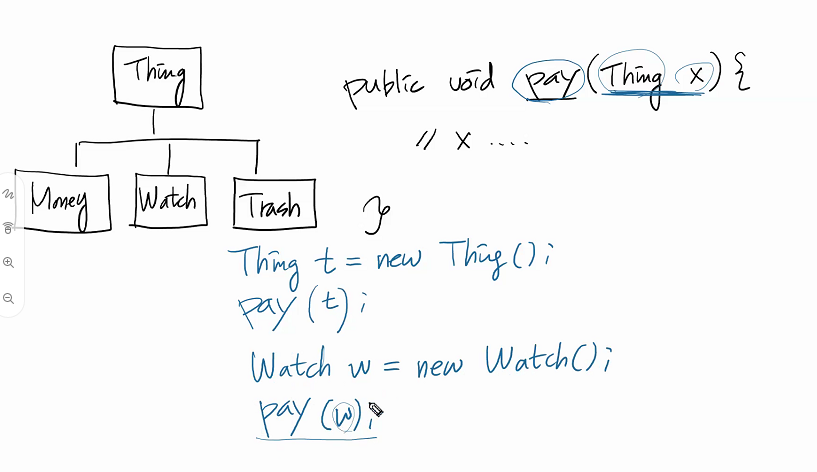 Thing
public void pay(Thing x){
// x ....
Money
Watch
Trash
}
Thing t = new Thing();
pay(t);
Watch w = new Watch();
pay(w);